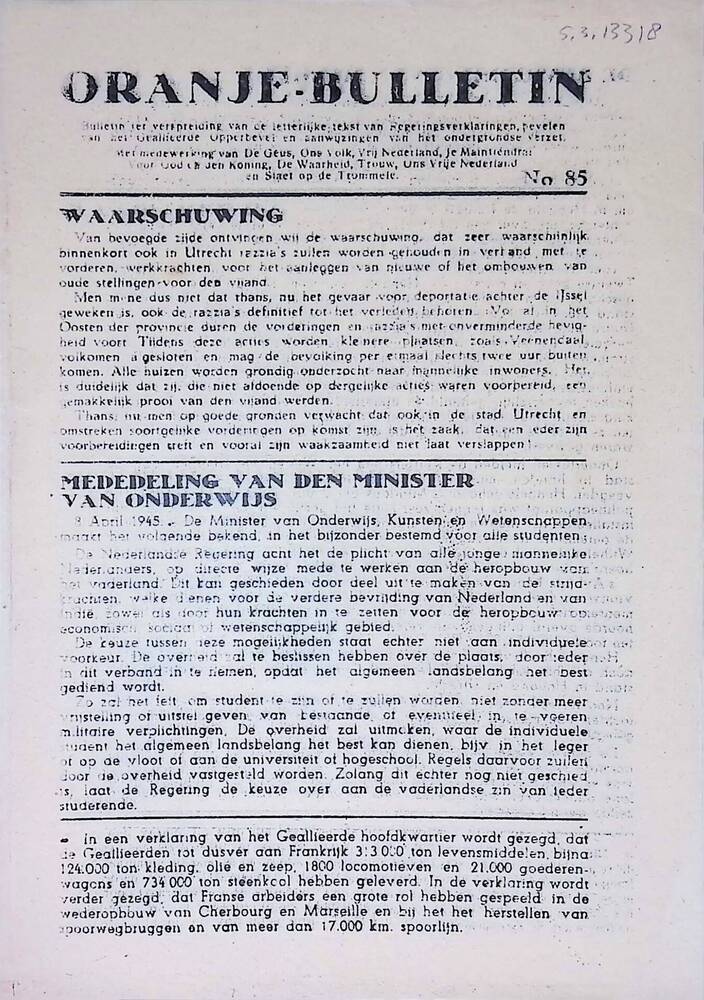 5.3.13318
ORANJE-BULLETIN
Bulletin ter verspreiding van de letterlijke tekst van Regeringsverklaringen, bevelen
van het Geallieerde Opperbevel en aanwijzingen van het ondergrondse verzet.
Met medewerking van De Geus, Ons Volk, Vrij Nederland, Je Maintiendrai
Voor God en den Koning, De Waarheid, Trouw, Ons Vrije Nederland
en Slaet op de Trommele.
No 85
WAARSCHUWING
Van bevoegde zijde ontvingen wij de waarschuwing, dat zeer waarschijnlijk
binnenkort ook in Utrecht razzia's zullen worden gehouden in verband met te
vorderen werkkrachten voor het aanleggen van nieuwe of het ombouwen van
oude stellingen voor den vijand.
Men mene dus niet dat thans, nu het gevaar voor deportatie achter de IJssel
geweken is, ook de razzia's definitief tot het verleden behoren. Vooral in het
Oosten der provincie duren de vorderingen en razzia's met onverminderde hevig-
heid voort Tijdens deze acties worden kleinere plaatsen, zoals Veenendaal
volkomen afgesloten en mag de bevolking per etmaal slechts twee uur buiten
komen. Alle huizen worden grondig onderzocht naar mannelijke inwoners. Het
is duidelijk dat zij, die niet afdoende op dergelijke acties waren voorbereid, een
gemakkelijk prooi van den vijand werden.
Thans, nu men op goede gronden verwacht dat ook in de stad Utrecht en
omstreken soortgelijke vorderingen op komst zijn, is het zaak, dat een ieder zijn
voorbereidingen treft en vooral zijn waakzaamheid niet laat verslappen!
MEDEDELING VAN DEN MINISTER
VAN ONDERWIJS
8 April 1945. - De Minister van Onderwijs, Kunsten en Wetenschappen
maakt het volgende bekend, in het bijzonder bestemd voor alle studenten:
De Nederlandse Regering acht het de plicht van alle jonge mannelijke
Nederlanders, op directe wijze mede te werken aan de heropbouw van
het vaderland. Dit kan geschieden door deel uit te maken van de strijd-
krachten, welke dienen voor de verdere bevrijding van Nederland en van
Indië, zowel als door hun krachten in te zetten voor de heropbouw op
economisch, sociaal of wetenschappelijk gebied.
De keuze tussen deze mogelijkheden staat echter niet aan individuele
voorkeur. De overheid zal te beslissen hebben over de plaats, door ieder
in dit verband in te nemen, opdat het algemeen landsbelang het best
gediend wordt.
Zo zal het feit om student te zijn of te zullen worden niet zonder meer
vrijstelling of uitstel geven van bestaande of eventueel in te voeren
militaire verplichtingen. De overheid zal uitmaken, waar de individuele
student het algemeen landsbelang het best kan dienen, bijv in het leger
of op de vloot of aan de universiteit of hogeschool. Regels daarvoor zullen
door de overheid vastgesteld worden. Zolang dit echter nog niet geschied
is, laat de Regering de keuze over aan de vaderlandse zin van ieder
studerende.
- In een verklaring van het Geallieerde hoofdkwartier wordt gezegd, dat
de Geallieerden tot dusver aan Frankrijk 313 000 ton levensmiddelen, bijna
124.000 ton kleding, olie en zeep, 1800 locomotieven en 21.000 goederen-
wagons en 734 000 ton steenkool hebben geleverd. In de verklaring wordt
verder gezegd, dat Franse arbeiders een grote rol hebben gespeeld in de
wederopbouw van Cherbourg en Marseille en bij het het herstellen van
spoorwegbruggen en van meer dan 17.000 km. spoorlijn.